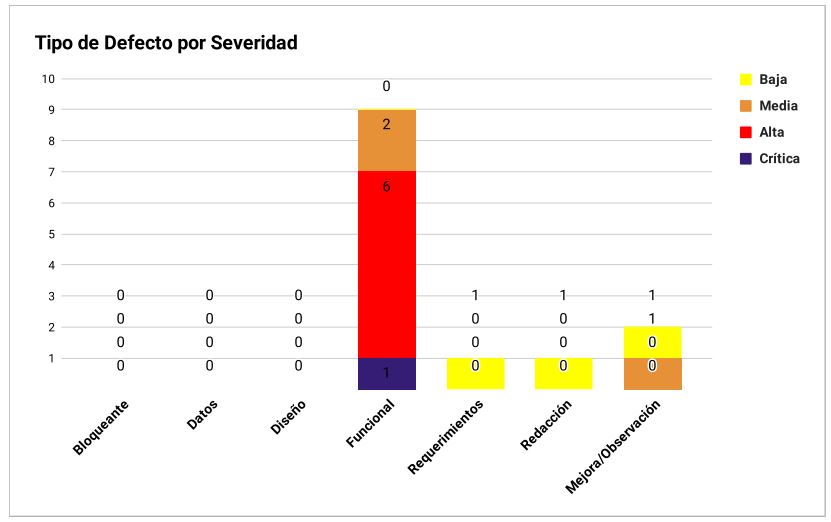 Tipo de Defecto por Severidad
10
9
8
7
6
5
4
3
2
1
0
2
6
1
0 0 0 1 1 1
0 0 0 0 0 1
0 0 0 0 0 0
0 0 0 0 0 0
Bloqueante
Datos
Diseño
Funcional
Requerimientos
Redacción
Mejora/Observación
Baja
Media
Alta
Crítica